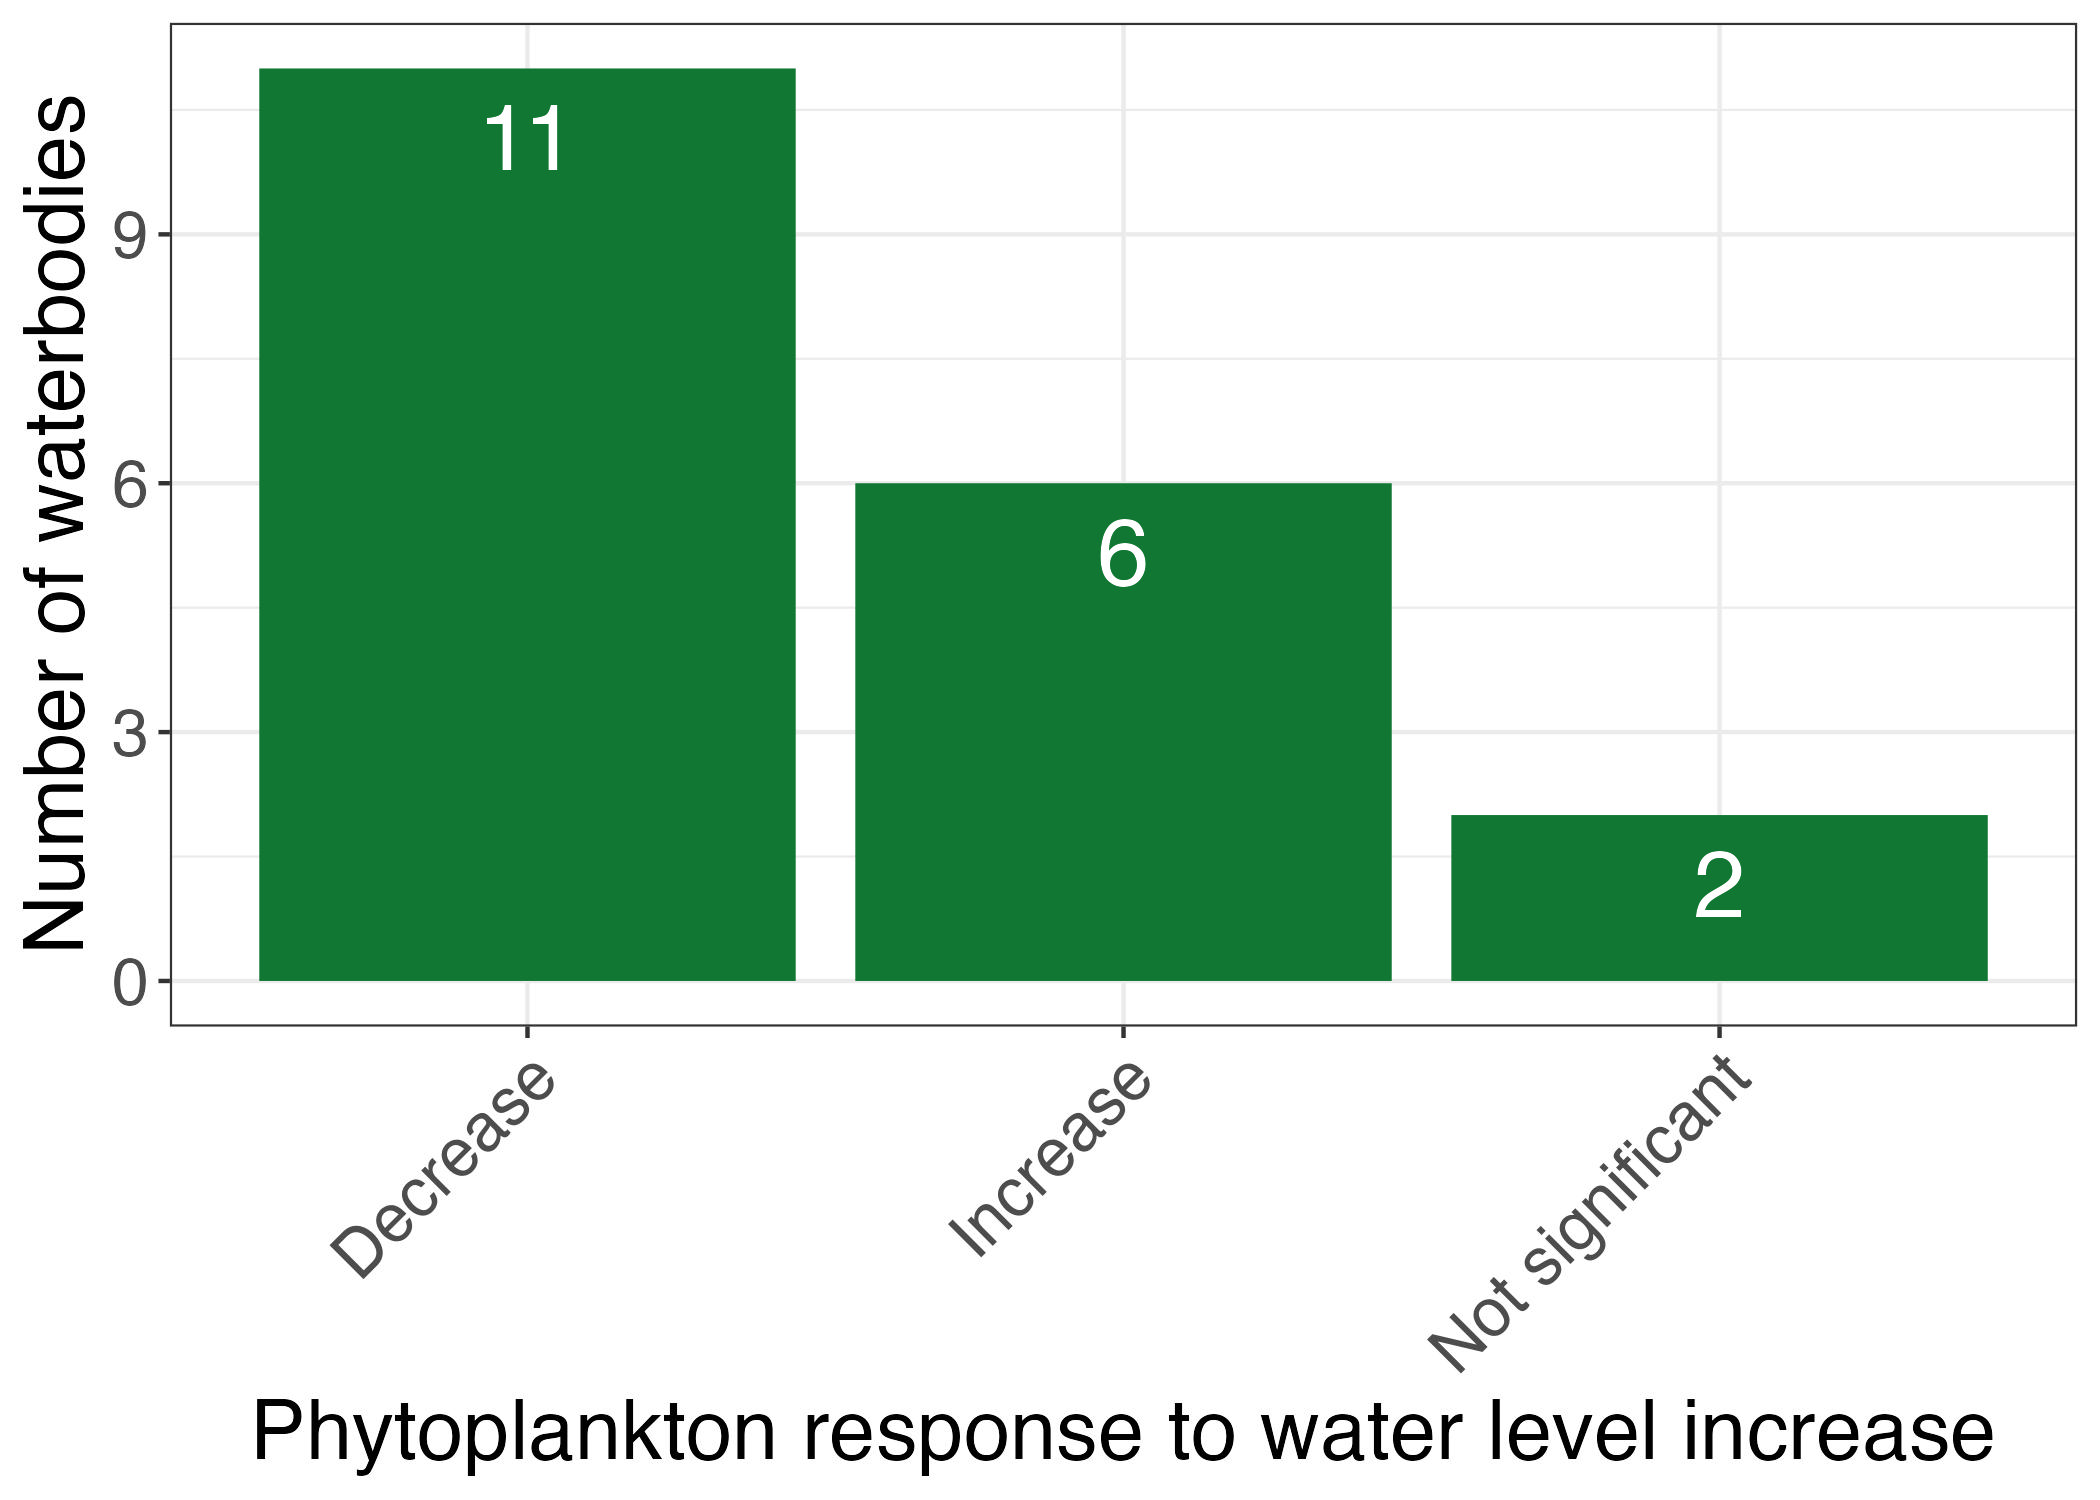 Number of waterbodies
9
6
3
0
11
6
2
Decrease
Increase
Not significant
Phytoplankton response to water level increase